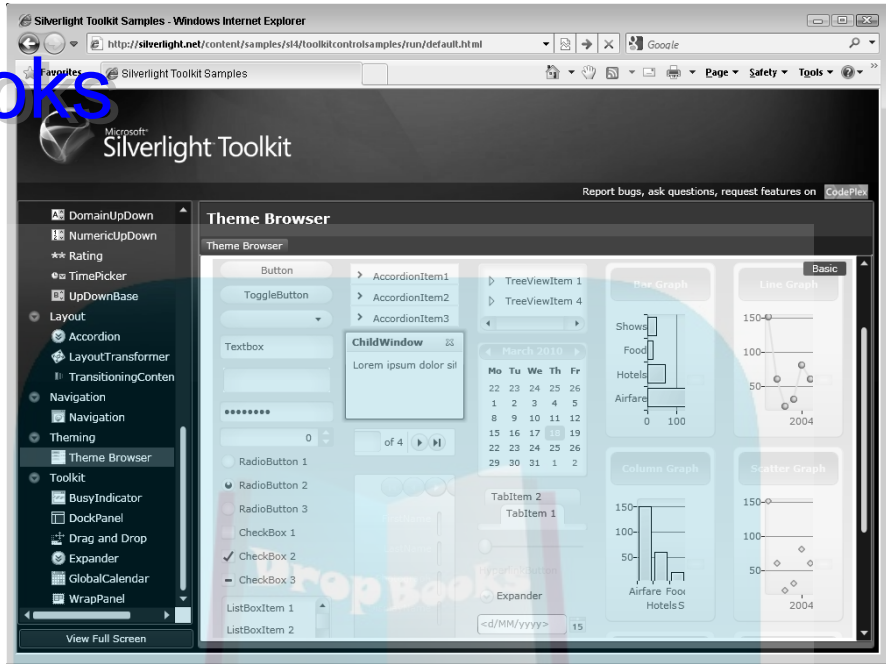 Silverlight Toolkit Samples - Windows Internet Explorer
http://silverlight.net/content/samples/sl4/toolkitcontrolsamples/run/default.html
Google
Favorites
Silverlight Toolkit Samples
Page
Safety
Tools
oks
Microsoft
Silverlight Toolkit
Report bugs, ask questions, request features on CodePlex
DomainUpDown
NumericUpDown
Rating
TimePicker
UpDownBase
Layout
Accordion
LayoutTransformer
TransitioningConten
Navigation
Navigation
Theming
Theme Browser
Toolkit
BusyIndicator
DockPanel
Drag and Drop
Expander
GlobalCalendar
WrapPanel
View Full Screen
Theme Browser
Theme Browser
Basic
Button
ToggleButton
Textbox
••••••••
0
RadioButton 1
RadioButton 2
RadioButton 3
CheckBox 1
CheckBox 2
CheckBox 3
ListBoxItem 1
ListBoxItem 2
AccordionItem1
AccordionItem2
AccordionItem3
ChildWindow
Lorem ipsum dolor sit
of 4
TreeViewItem 1
TreeViewItem 4
March 2010
Mo Tu We Th Fr
22 23 24 25 26
1 2 3 4 5
8 9 10 11 12
15 16 17 18 19
22 23 24 25 26
29 30 31 1 2
TabItem 2
TabItem 1
Expander
<d/MM/yyyy> 15
Bar Graph
Shows
Food
Hotels
Airfare
0 100
Line Graph
150
100
50
2004
Column Graph
150
100
50
Airfare Food
Hotels S
Scatter Graph
150
100
50
2004
DropBooks